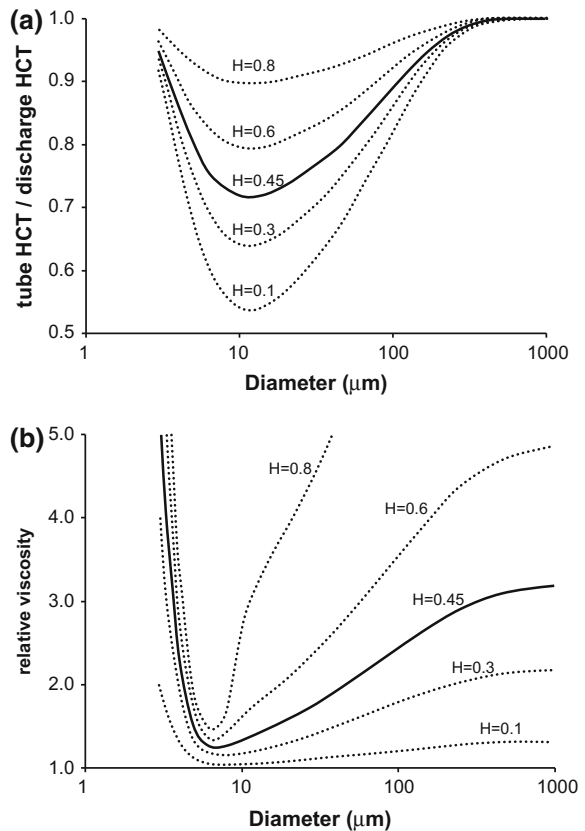 (a)
1.0
0.9
0.8
0.7
0.6
0.5
tube HCT / discharge HCT
H=0.8
H=0.6
H=0.45
H=0.3
H=0.1
1 10 100 1000
Diameter (μm)
(b)
5.0
4.0
3.0
2.0
1.0
relative viscosity
H=0.8
H=0.6
H=0.45
H=0.3
H=0.1
1 10 100 1000
Diameter (μm)